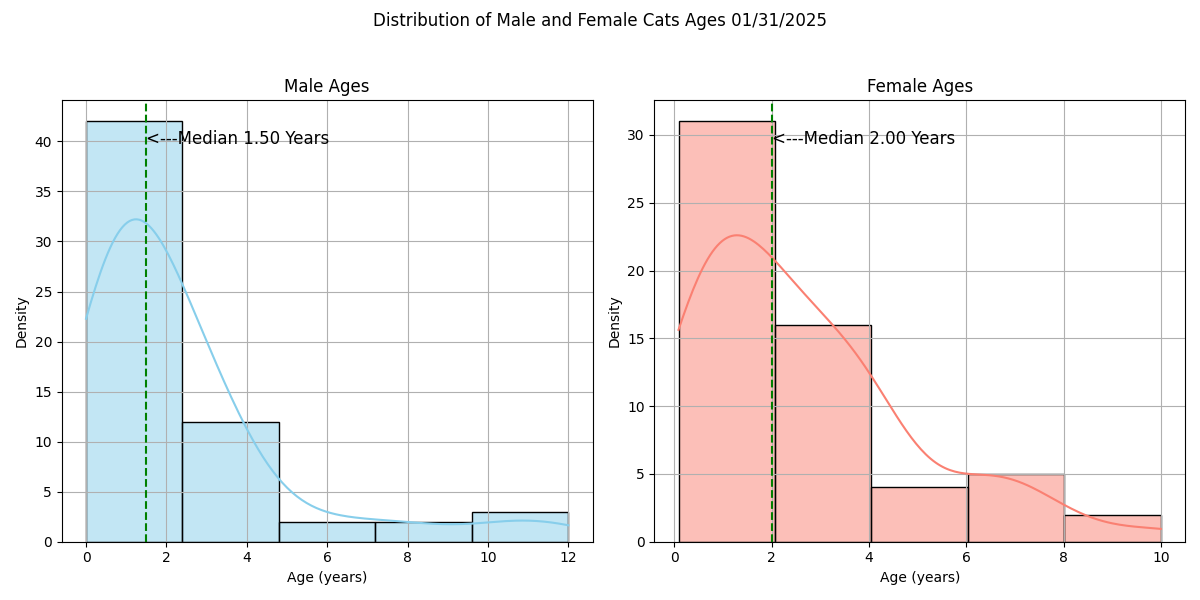 Distribution of Male and Female Cats Ages 01/31/2025
Male Ages
<---Median 1.50 Years
Density
40
35
30
25
20
15
10
5
0
0 2 4 6 8 10 12
Age (years)
Female Ages
<---Median 2.00 Years
Density
30
25
20
15
10
5
0
0 2 4 6 8 10
Age (years)